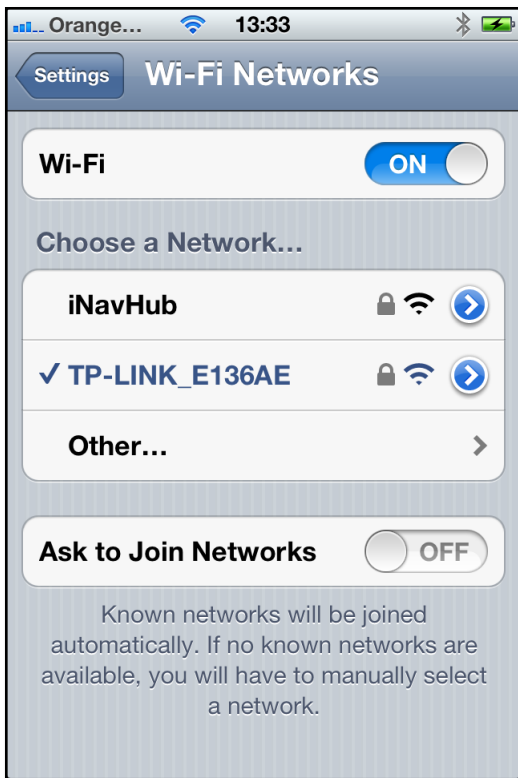 Orange... 13:33
Settings Wi-Fi Networks
Wi-Fi ON
Choose a Network...
iNavHub
✓ TP-LINK_E136AE
Other...
Ask to Join Networks OFF
Known networks will be joined
automatically. If no known networks are
available, you will have to manually select
a network.